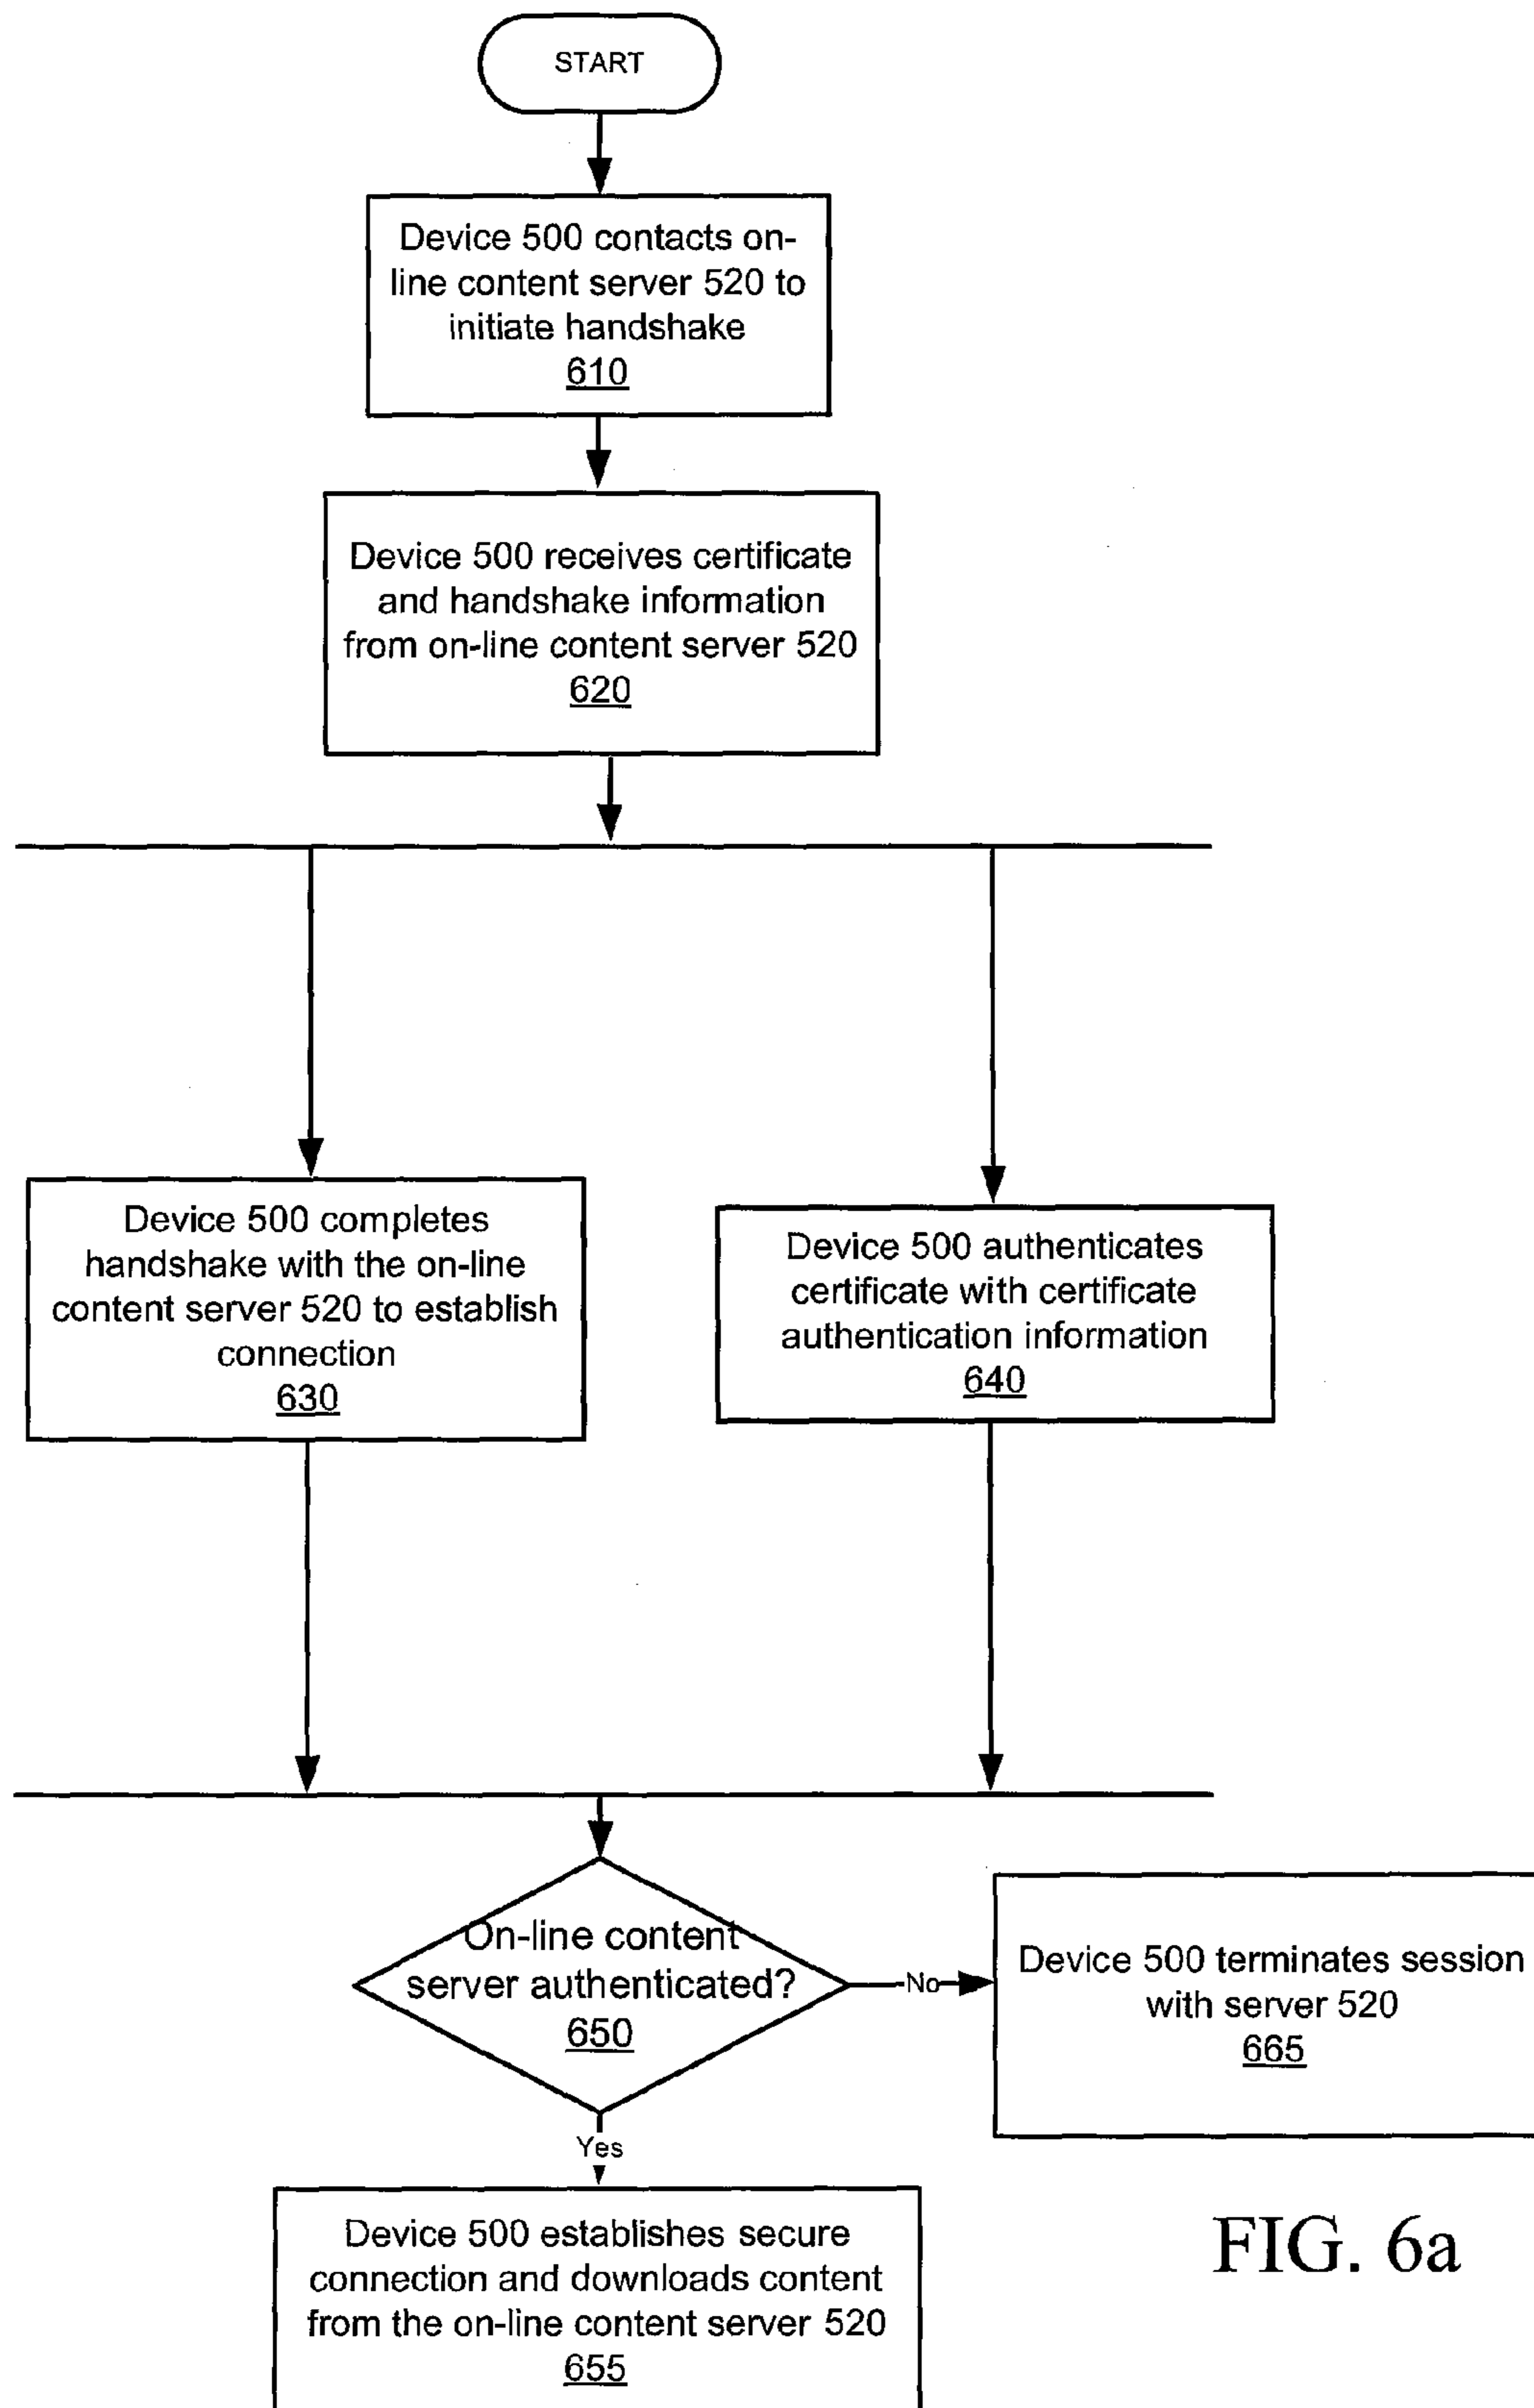 START
Device 500 contacts on-
line content server 520 to
initiate handshake
610
Device 500 receives certificate
and handshake information
from on-line content server 520
620
Device 500 completes
handshake with the on-line
content server 520 to establish
connection
630
Device 500 authenticates
certificate with certificate
authentication information
640
On-line content
server authenticated?
650
No
Device 500 terminates session
with server 520
665
Yes
Device 500 establishes secure
connection and downloads content
from the on-line content server 520
655
FIG. 6a